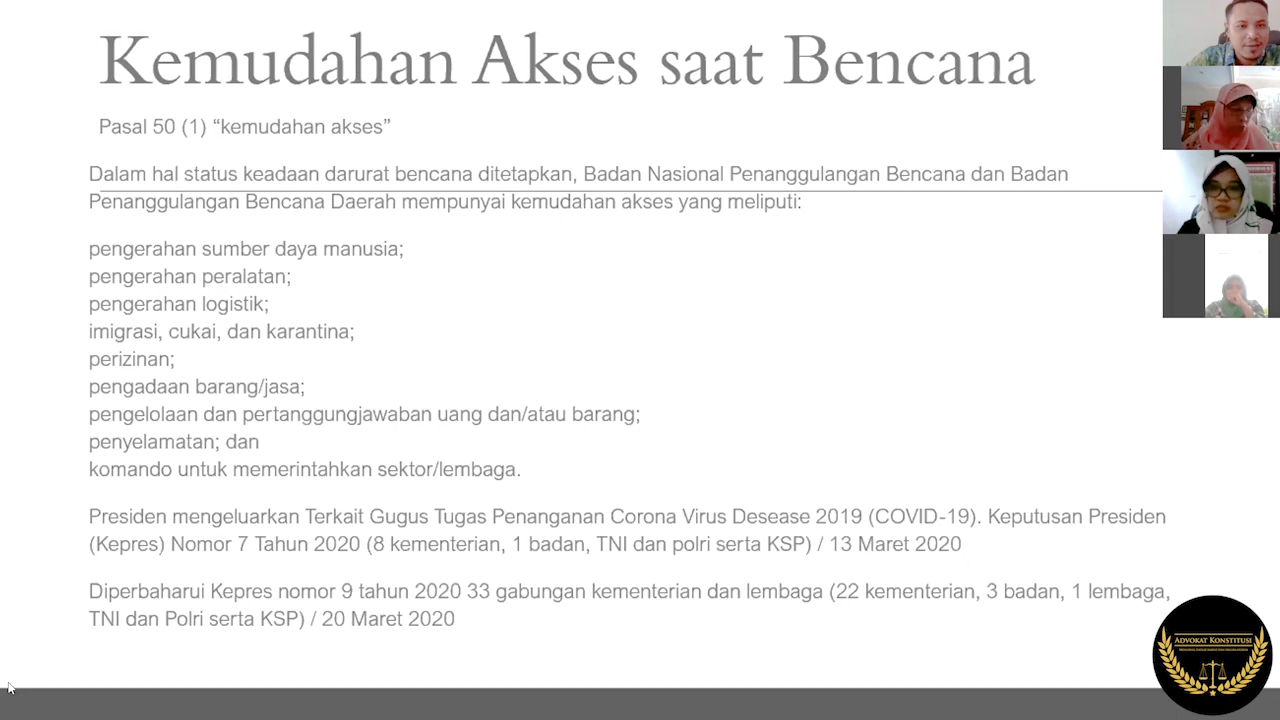 Kemudahan Akses saat Bencana
Pasal 50 (1) “kemudahan akses”
Dalam hal status keadaan darurat bencana ditetapkan, Badan Nasional Penanggulangan Bencana dan Badan
Penanggulangan Bencana Daerah mempunyai kemudahan akses yang meliputi:
pengerahan sumber daya manusia;
pengerahan peralatan;
pengerahan logistik;
imigrasi, cukai, dan karantina;
perizinan;
pengadaan barang/jasa;
pengelolaan dan pertanggungjawaban uang dan/atau barang;
penyelamatan; dan
komando untuk memerintahkan sektor/lembaga.
Presiden mengeluarkan Terkait Gugus Tugas Penanganan Corona Virus Desease 2019 (COVID-19). Keputusan Presiden
(Kepres) Nomor 7 Tahun 2020 (8 kementerian, 1 badan, TNI dan polri serta KSP) / 13 Maret 2020
Diperbaharui Kepres nomor 9 tahun 2020 33 gabungan kementerian dan lembaga (22 kementerian, 3 badan, 1 lembaga,
TNI dan Polri serta KSP) / 20 Maret 2020
ADVOKAT KONSTITUSI